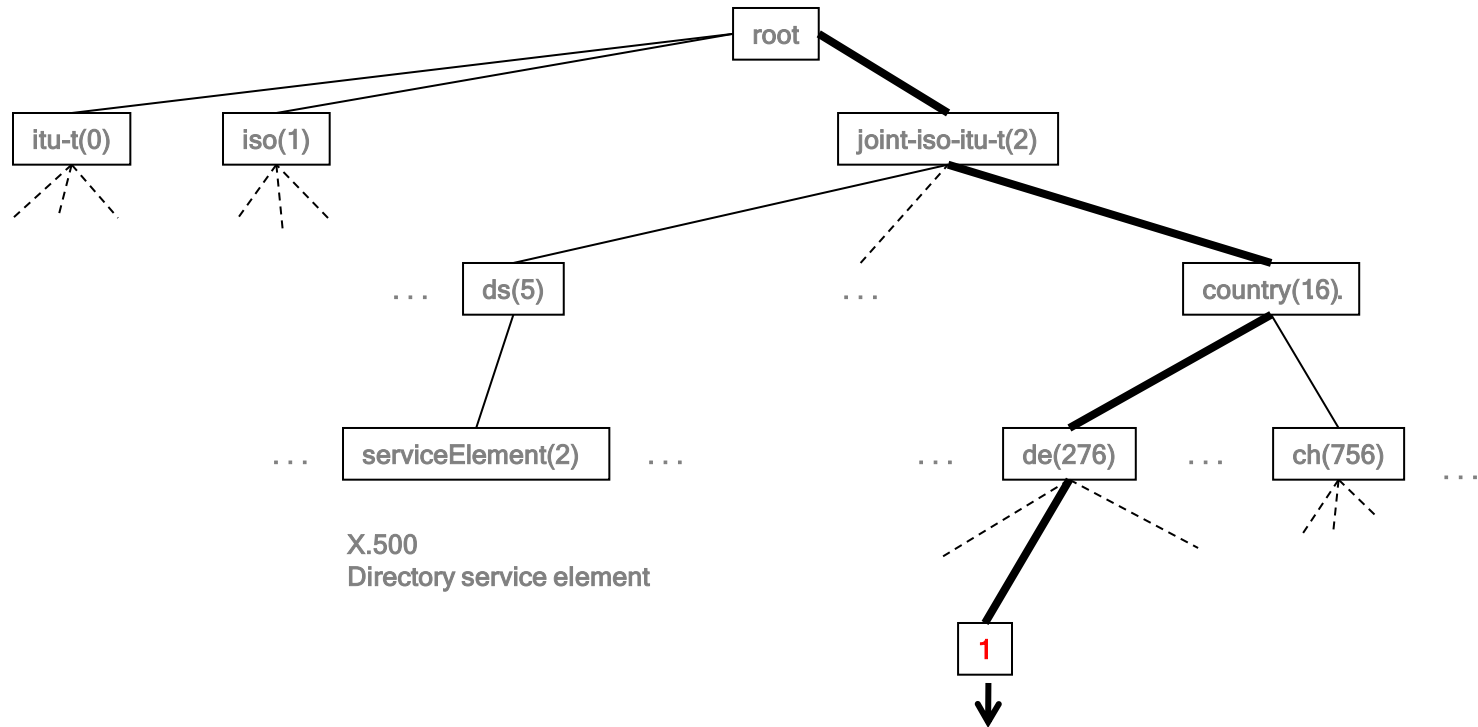 root
itu-t(0)
iso(1)
joint-iso-itu-t(2)
...
ds(5)
...
country(16).
...
serviceElement(2)
...
...
de(276)
...
ch(756)
...
X.500
Directory service element
1